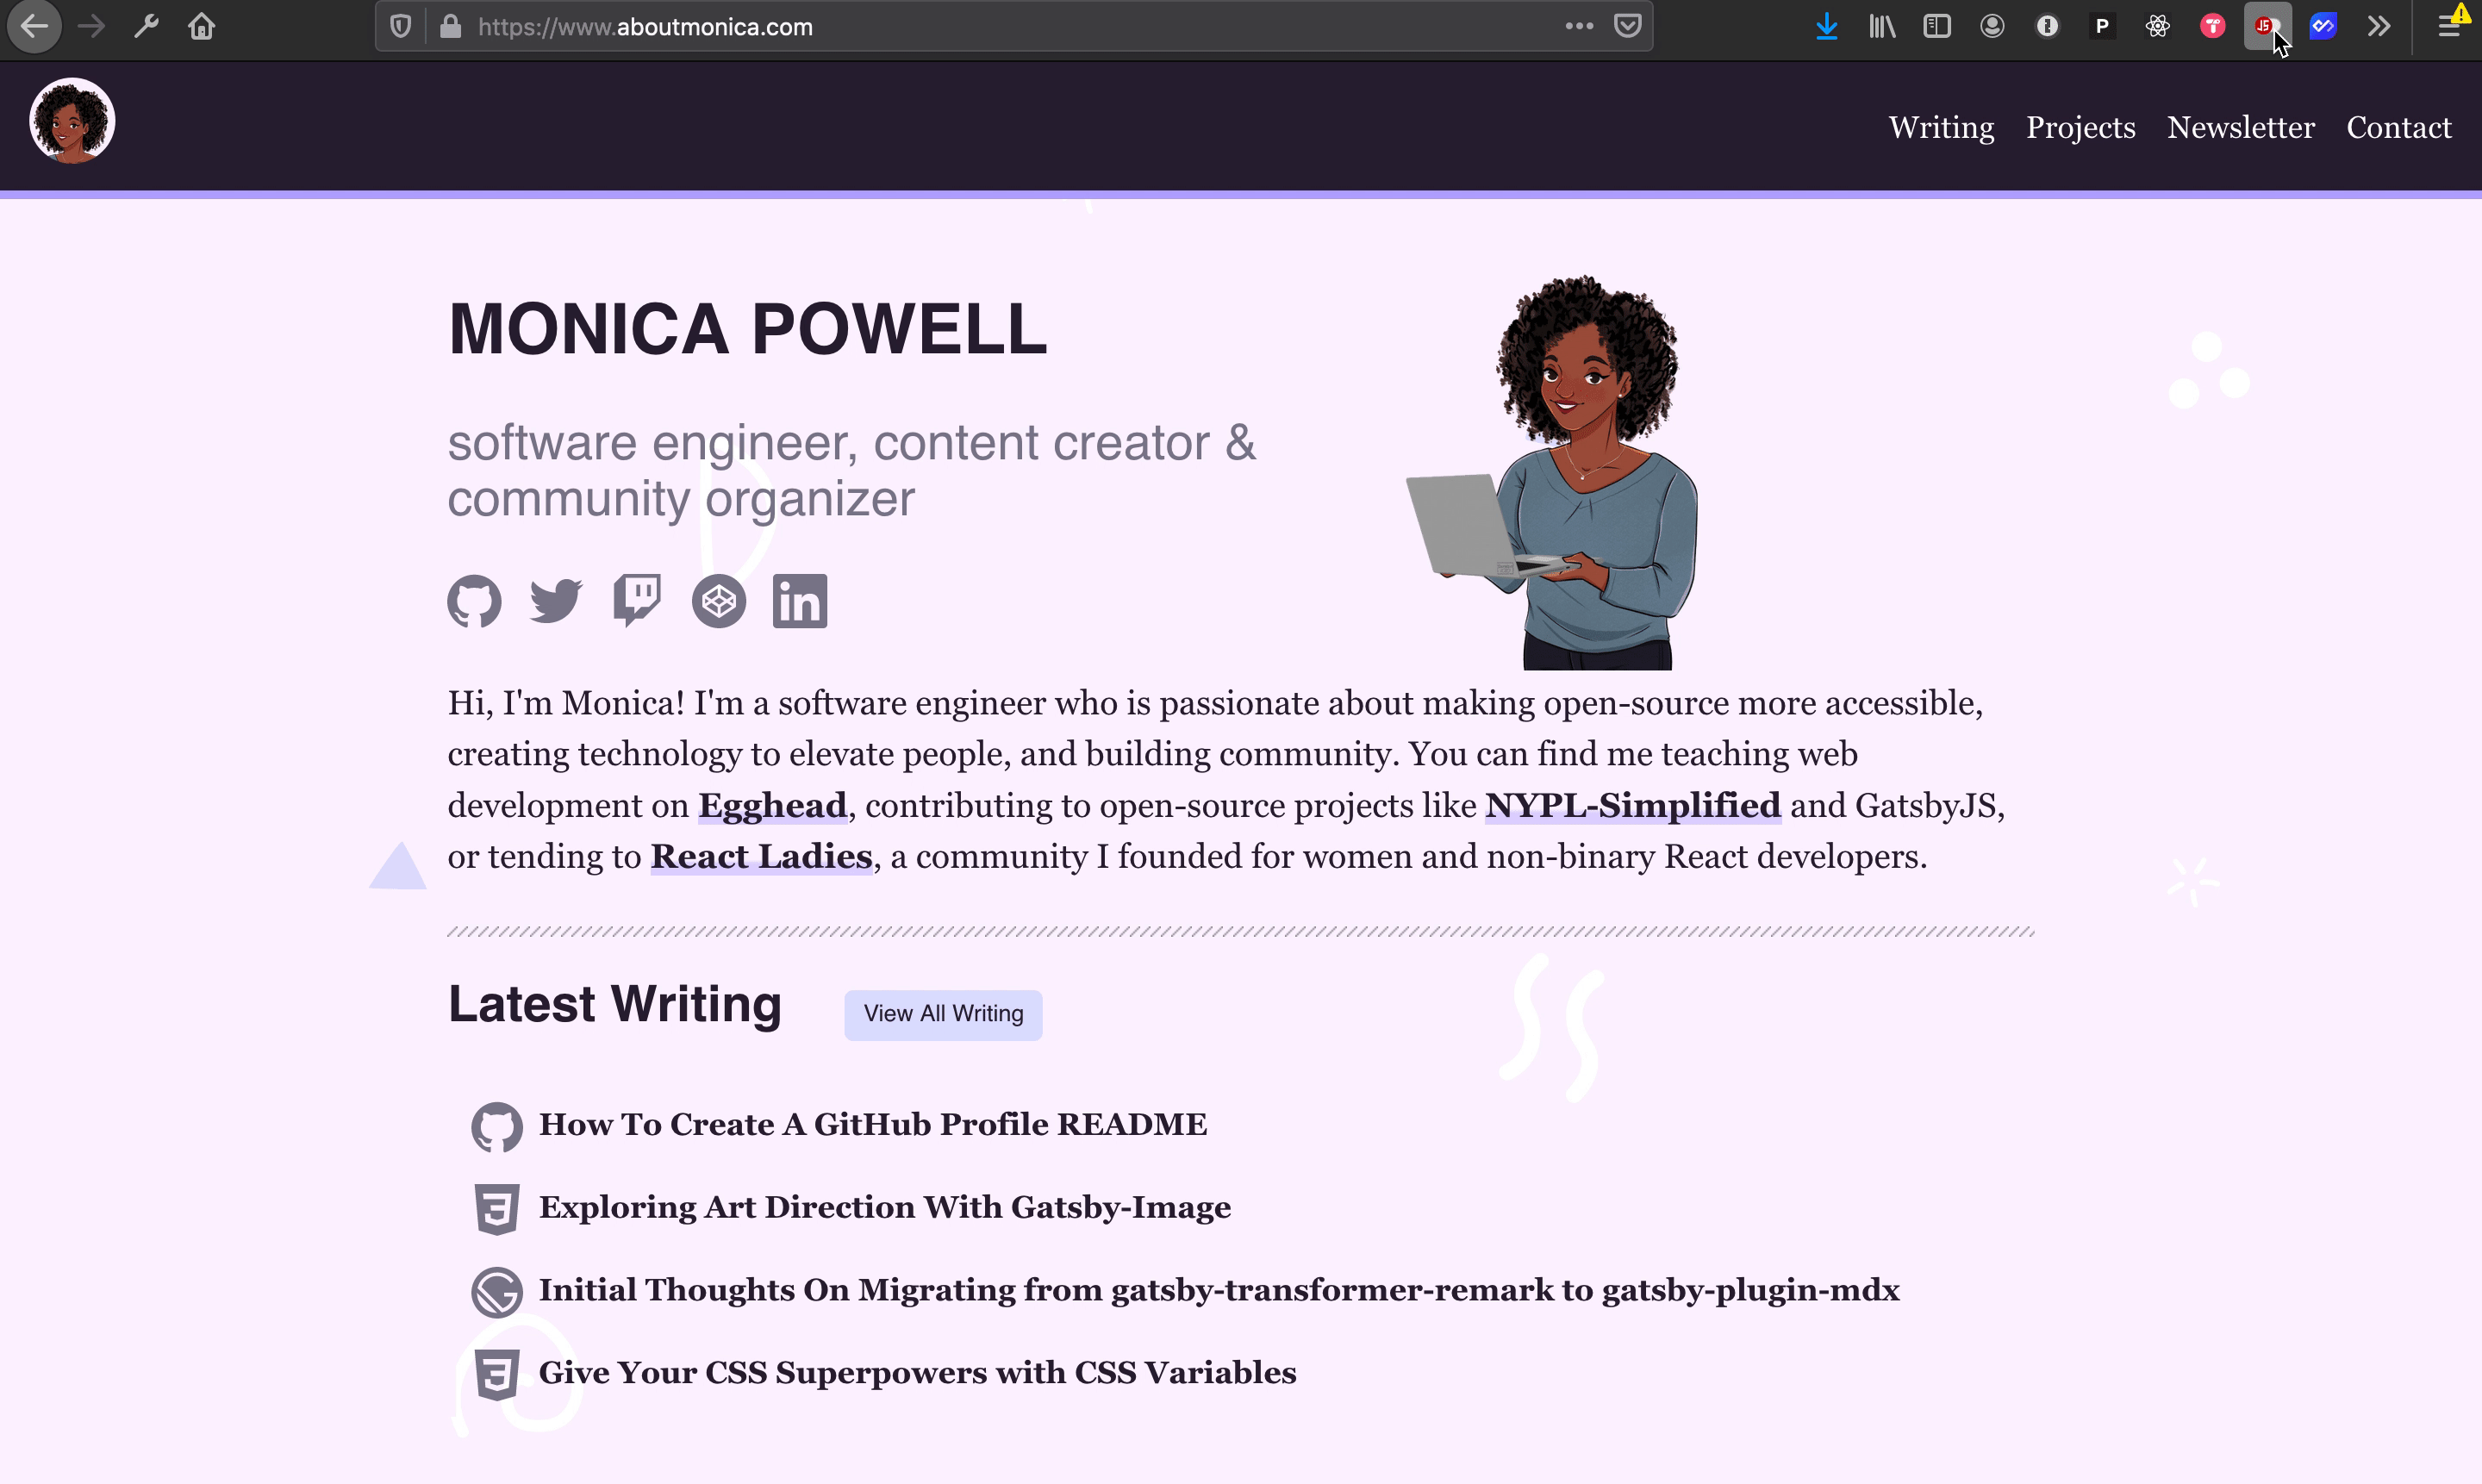 https://www.aboutmonica.com
P
JS
Writing Projects Newsletter Contact
MONICA POWELL
software engineer, content creator &
community organizer
in
Hi, I'm Monica! I'm a software engineer who is passionate about making open-source more accessible,
creating technology to elevate people, and building community. You can find me teaching web
development on Egghead, contributing to open-source projects like NYPL-Simplified and GatsbyJS,
or tending to React Ladies, a community I founded for women and non-binary React developers.
Latest Writing
View All Writing
How To Create A GitHub Profile README
Exploring Art Direction With Gatsby-Image
Initial Thoughts On Migrating from gatsby-transformer-remark to gatsby-plugin-mdx
Give Your CSS Superpowers with CSS Variables